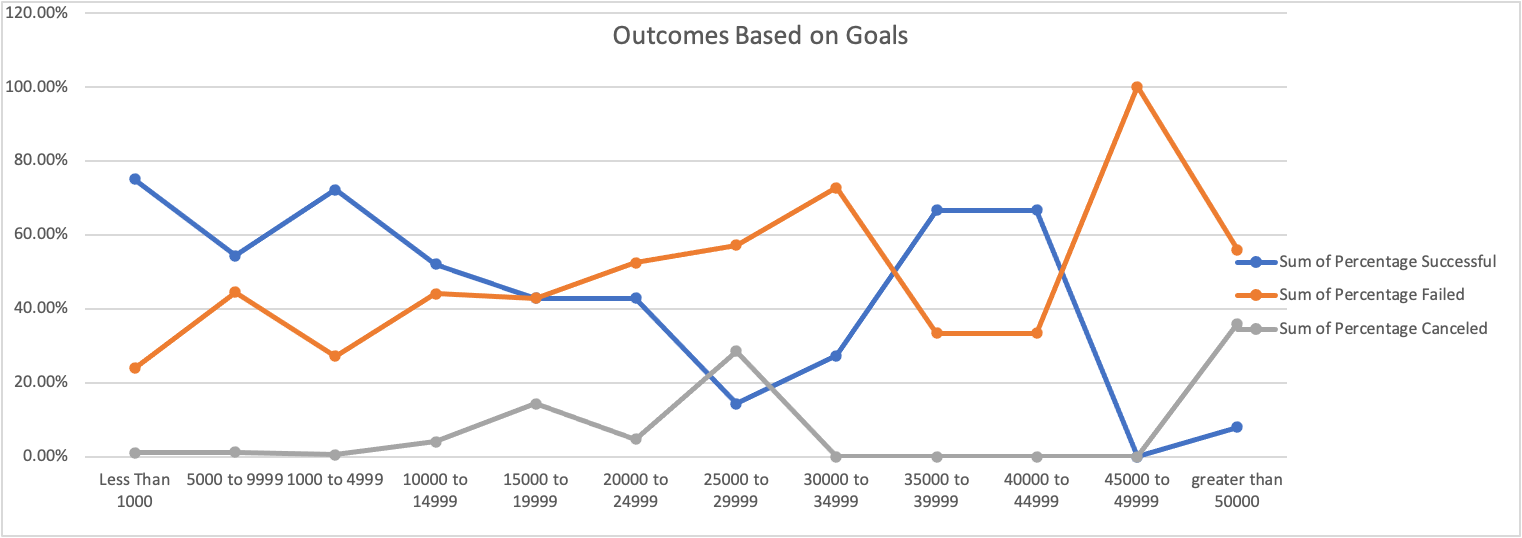 Outcomes Based on Goals
120.00%
100.00%
80.00%
60.00%
40.00%
20.00%
0.00%
Less Than
1000
5000 to 9999
1000 to 4999
10000 to
14999
15000 to
19999
20000 to
24999
25000 to
29999
30000 to
34999
35000 to
39999
40000 to
44999
45000 to
49999
greater than
50000
Sum of Percentage Successful
Sum of Percentage Failed
Sum of Percentage Canceled